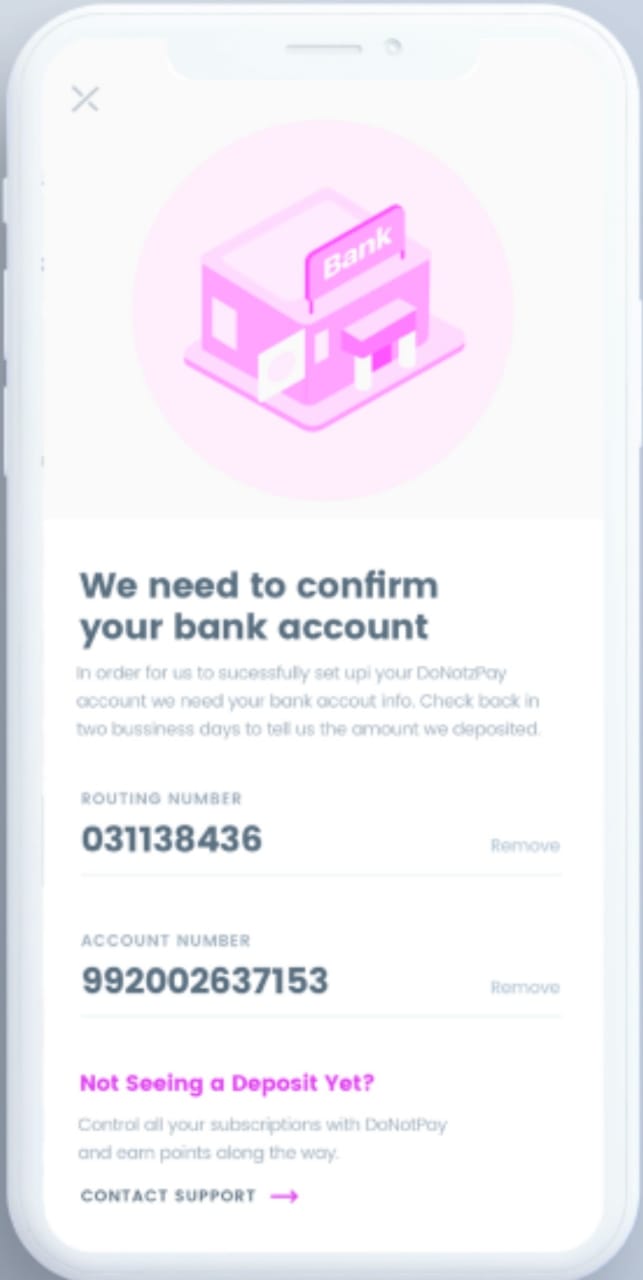 Bank
We need to confirm
your bank account
In order for us to sucessfully set upi your DoNotzPay
account we need your bank accout info. Check back in
two bussiness days to tell us the amount we deposited.
ROUTING NUMBER
031138436
Remove
ACCOUNT NUMBER
992002637153
Remove
Not Seeing a Deposit Yet?
Control all your subscriptions with DoNotPay
and earn points along the way.
CONTACT SUPPORT →